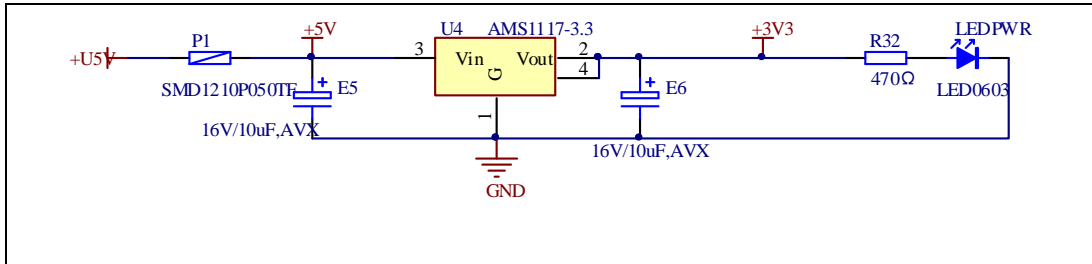 P1
+5V
U4
AMS1117-3.3
+3V3
LEDPWR
+U5V
3
Vin
Vout
G
2
4
R32
SMD1210P050TF
E5
E6
470Ω
LED0603
1
16V/10uF,AVX
16V/10uF,AVX
GND